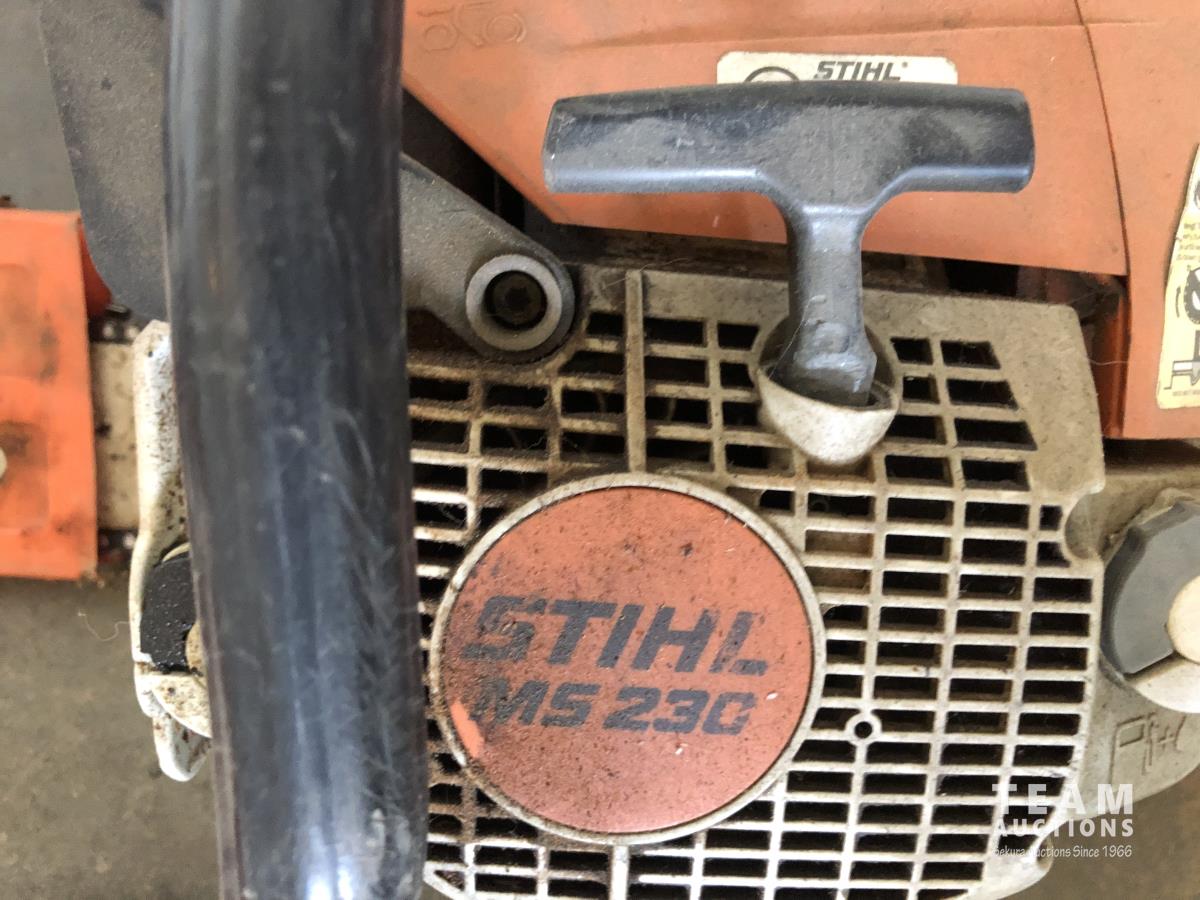 STIHL®
STIHL
MS 230
TEAM
AUCTIONS
Sekura Auctions Since 1966